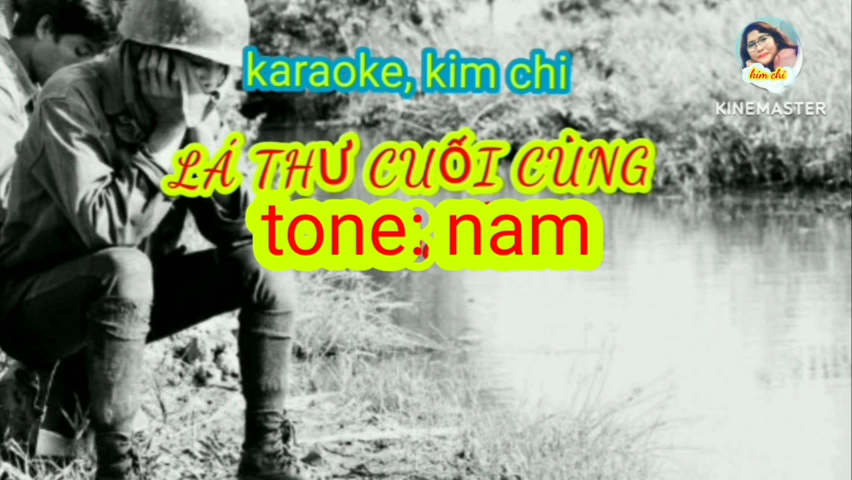 karaoke, kim chi
kim chi
KINEMASTER
LÁ THƯ CUỐI CÙNG
tone: nam